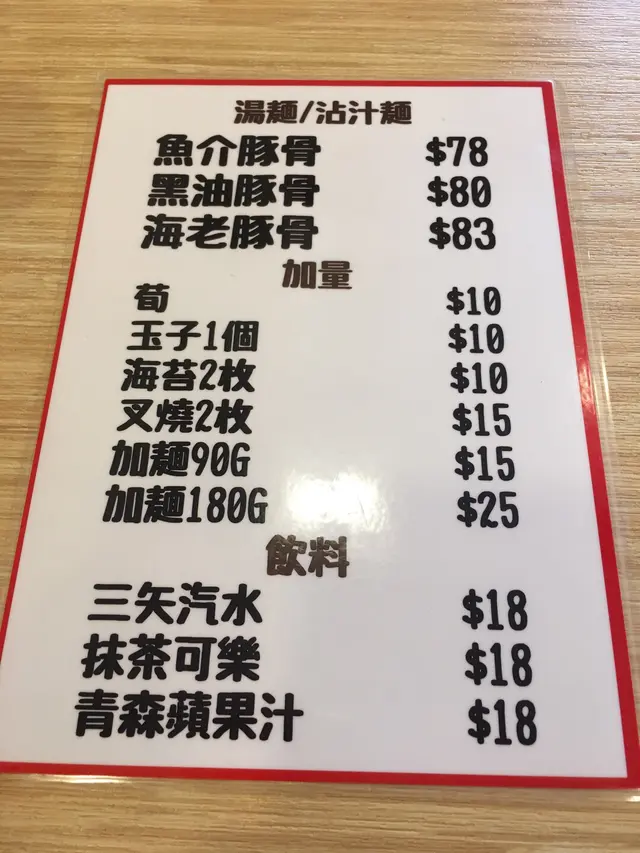 湯麵/沾汁麵
魚介豚骨 $78
黑油豚骨 $80
海老豚骨 $83
加量
荀 $10
玉子1個 $10
海苔2枚 $10
叉燒2枚 $15
加麵90G $15
加麵180G $25
飲料
三矢汽水 $18
抹茶可樂 $18
青森蘋果汁 $18